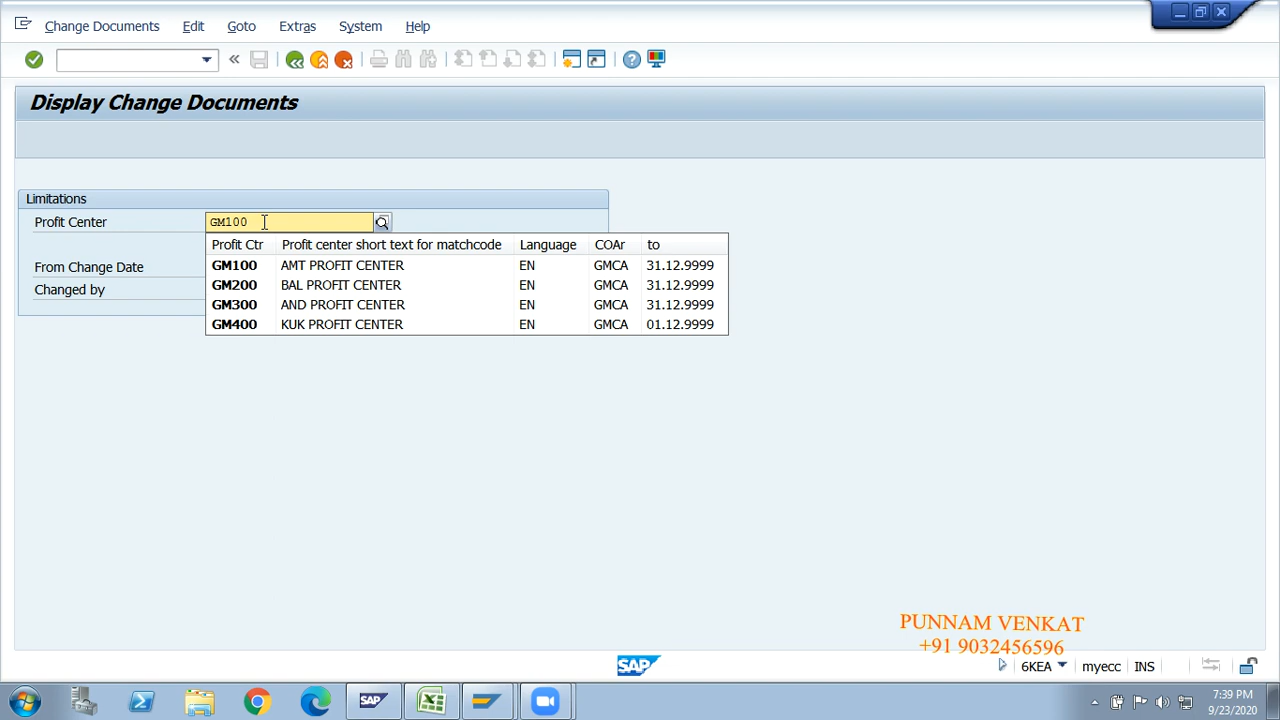 Change Documents Edit Goto Extras System Help
Display Change Documents
Limitations
Profit Center GM100
Profit Ctr Profit center short text for matchcode Language COAr to
GM100 AMT PROFIT CENTER EN GMCA 31.12.9999
From Change Date
GM200 BAL PROFIT CENTER EN GMCA 31.12.9999
Changed by
GM300 AND PROFIT CENTER EN GMCA 31.12.9999
GM400 KUK PROFIT CENTER EN GMCA 01.12.9999
PUNNAM VENKAT
+91 9032456596
SAP 6KEA myecc INS
SAP 7:39 PM
9/23/2020